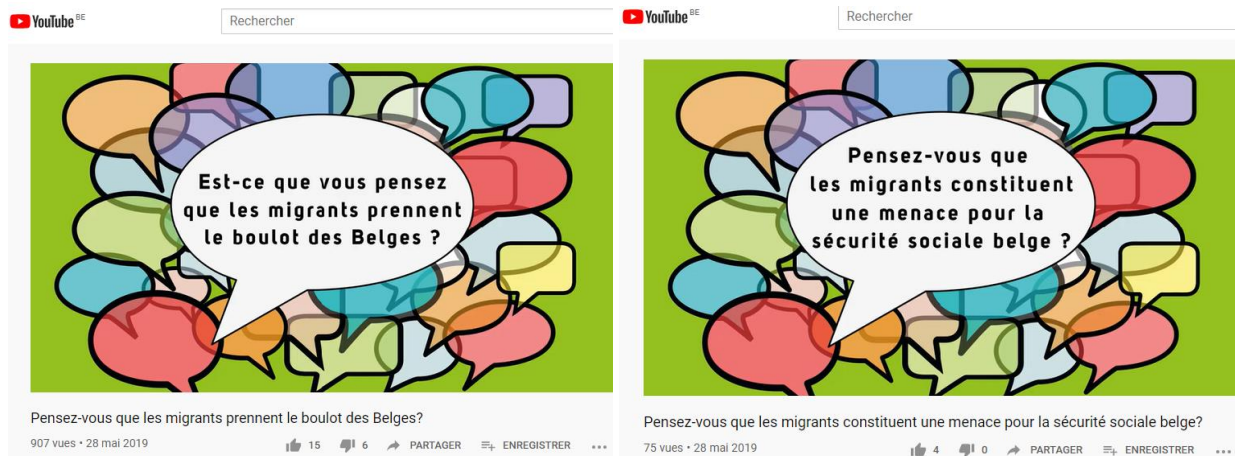 YouTube BE
Rechercher
Est-ce que vous pensez
que les migrants prennent
le boulot des Belges ?
Pensez-vous que les migrants prennent le boulot des Belges?
907 vues • 28 mai 2019
15
6
PARTAGER
ENREGISTRER
YouTube BE
Rechercher
Pensez-vous que
les migrants constituent
une menace pour la
sécurité sociale belge ?
Pensez-vous que les migrants constituent une menace pour la sécurité sociale belge?
75 vues • 28 mai 2019
4
0
PARTAGER
ENREGISTRER